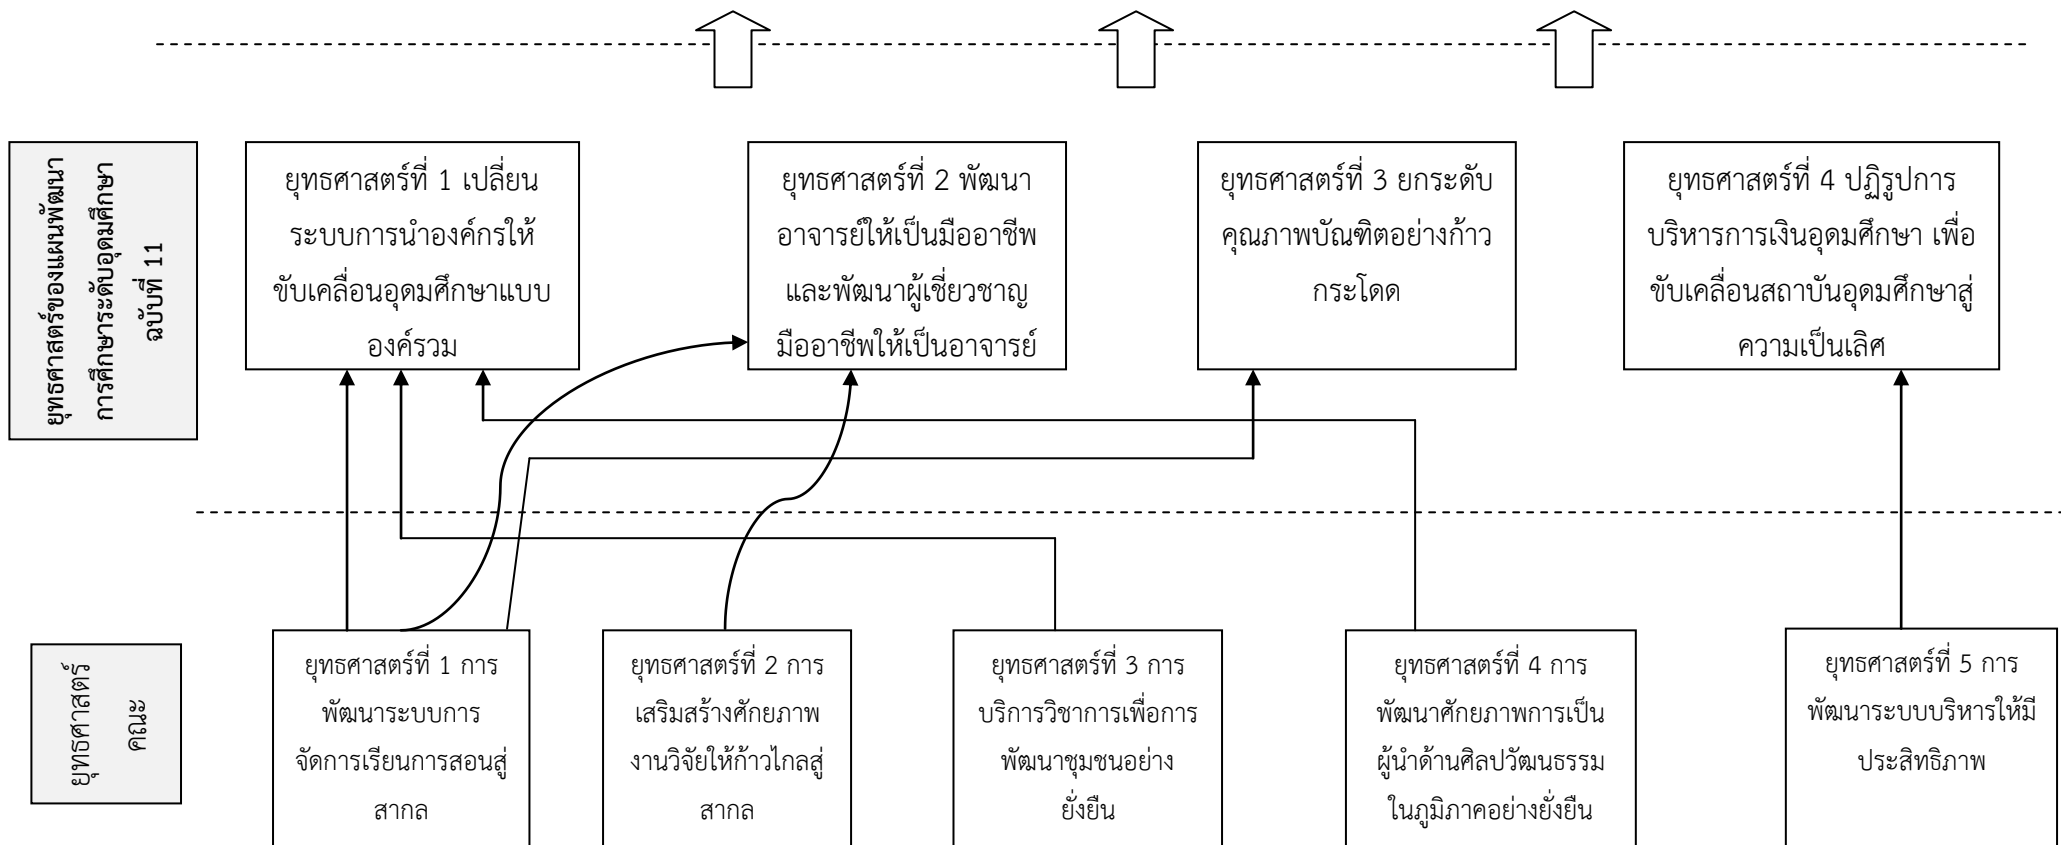 ยุทธศาสตร์ของแผนพัฒนา
การศึกษาระดับอุดมศึกษา
ฉบับที่ 11
ยุทธศาสตร์ที่ 1 เปลี่ยน
ระบบการนำองค์กรให้
ขับเคลื่อนอุดมศึกษาแบบ
องค์รวม
ยุทธศาสตร์ที่ 2 พัฒนา
อาจารย์ให้เป็นมืออาชีพ
และพัฒนาผู้เชี่ยวชาญ
มืออาชีพให้เป็นอาจารย์
ยุทธศาสตร์ที่ 3 ยกระดับ
คุณภาพบัณฑิตอย่างก้าว
กระโดด
ยุทธศาสตร์ที่ 4 ปฏิรูปการ
บริหารการเงินอุดมศึกษา เพื่อ
ขับเคลื่อนสถาบันอุดมศึกษาสู่
ความเป็นเลิศ
ยุทธศาสตร์
คณะ
ยุทธศาสตร์ที่ 1 การ
พัฒนาระบบการ
จัดการเรียนการสอนสู่
สากล
ยุทธศาสตร์ที่ 2 การ
เสริมสร้างศักยภาพ
งานวิจัยให้ก้าวไกลสู่
สากล
ยุทธศาสตร์ที่ 3 การ
บริการวิชาการเพื่อการ
พัฒนาชุมชนอย่าง
ยั่งยืน
ยุทธศาสตร์ที่ 4 การ
พัฒนาศักยภาพการเป็น
ผู้นำด้านศิลปวัฒนธรรม
ในภูมิภาคอย่างยั่งยืน
ยุทธศาสตร์ที่ 5 การ
พัฒนาระบบบริหารให้มี
ประสิทธิภาพ